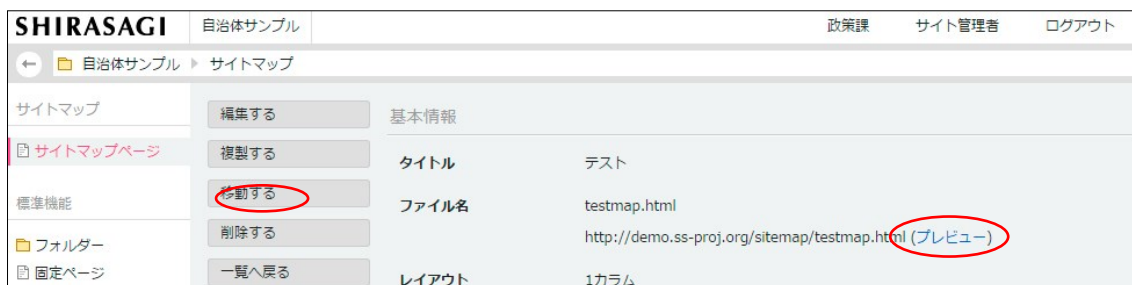 SHIRASAGI 自治体サンプル 政策課 サイト管理者 ログアウト
自治体サンプル サイトマップ
サイトマップ
サイトマップページ
標準機能
フォルダー
固定ページ
編集する
複製する
移動する
削除する
一覧へ戻る
基本情報
タイトル テスト
ファイル名 testmap.html
http://demo.ss-proj.org/sitemap/testmap.html (プレビュー)
レイアウト 1カラム